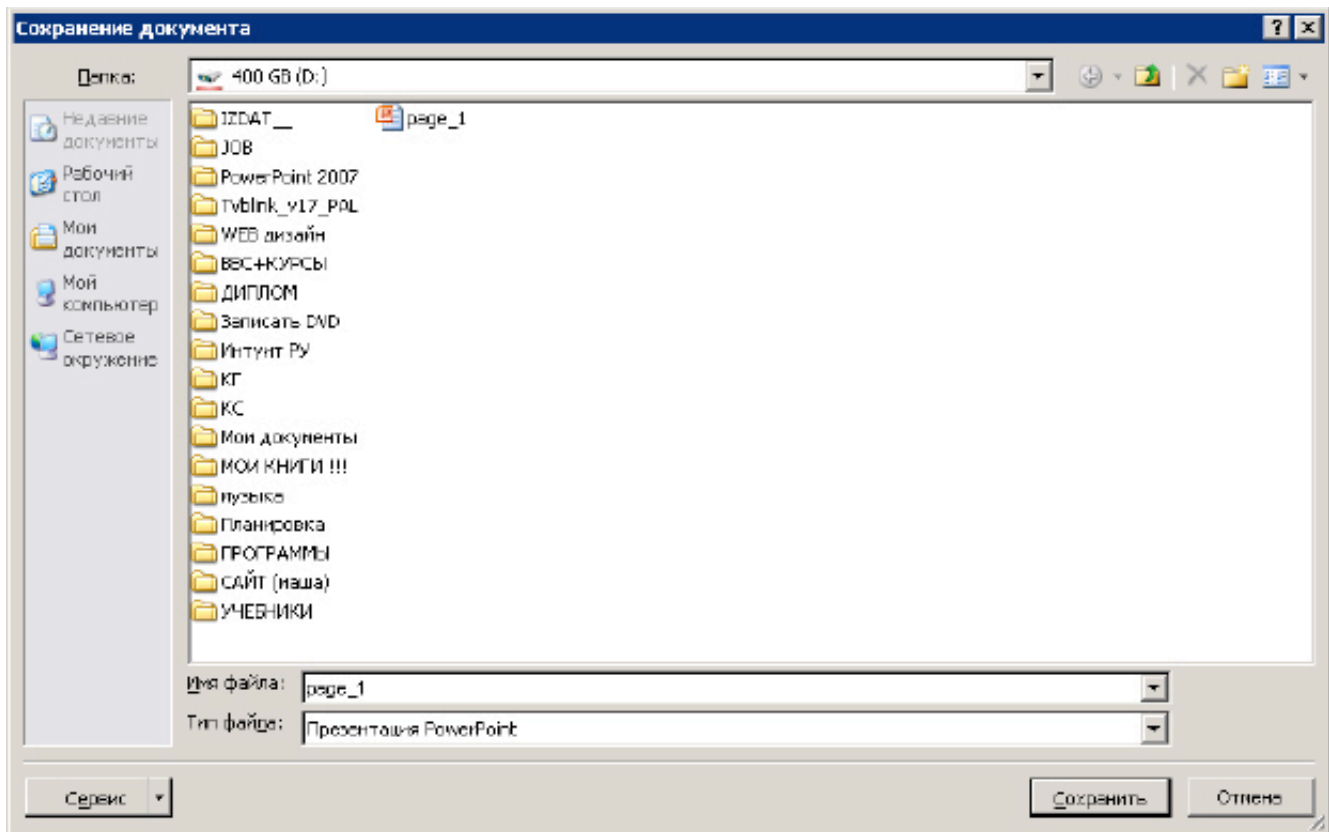 Сохранение документа
Папка:
400 GB (D:)
Недавние
документы
Рабочий
стол
Мои
документы
Мой
компьютер
Сетевое
окружение
IZDAT__
JOB
PowerPoint 2007
Tvblink_v17_PAL
WEB дизайн
ВВС+КУРСЫ
ДИПЛОМ
Записать DVD
Интуит РУ
КГ
КС
Мои документы
МОИ КНИГИ !!!
музыка
Планировка
ПРОГРАММЫ
САЙТ (наша)
УЧЕБНИКИ
page_1
Имя файла:
page_1
Тип файла:
Презентация PowerPoint
Сервис
Сохранить
Отмена